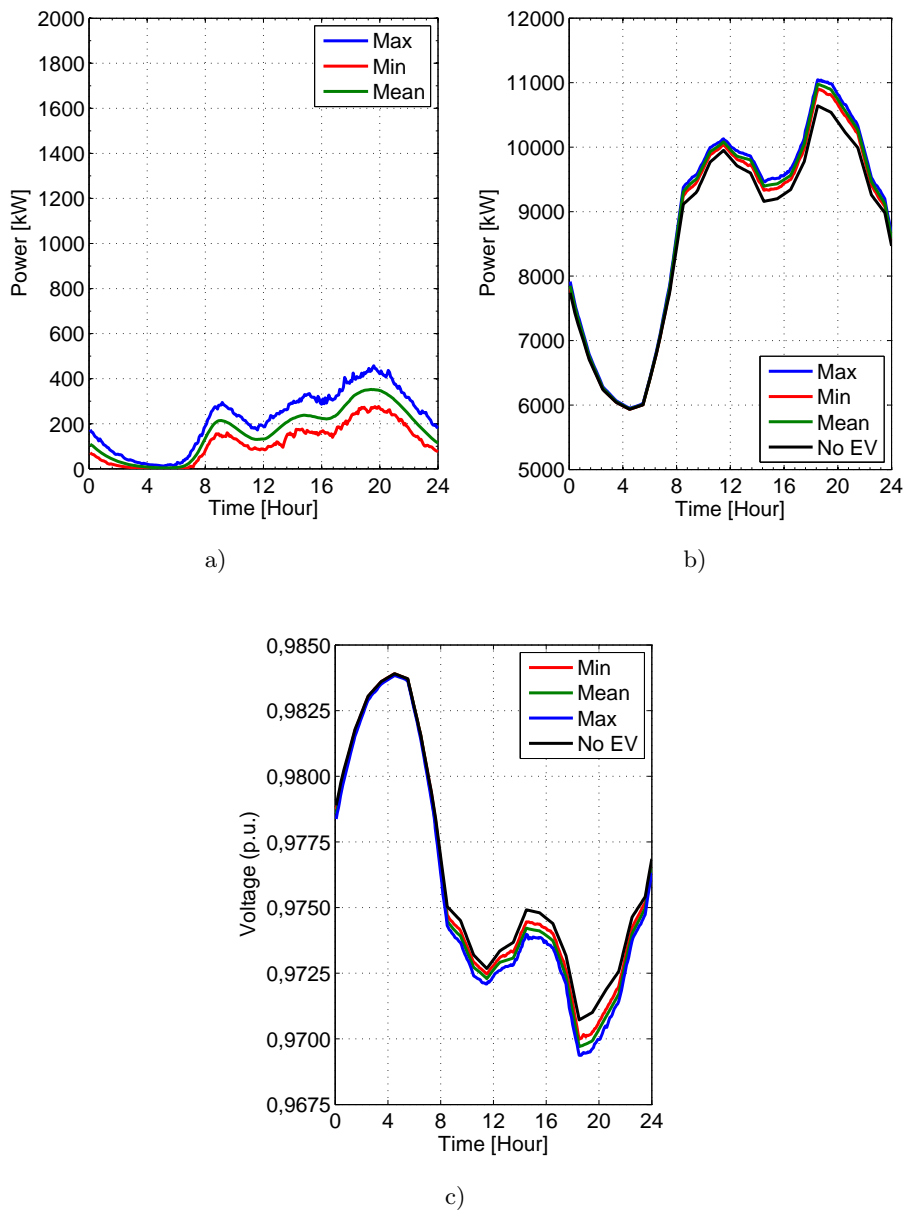 2000
1800
1600
1400
1200
1000
800
600
400
200
0
Power [kW]
0 4 8 12 16 20 24
Time [Hour]
Max
Min
Mean
a)
12000
11000
10000
9000
8000
7000
6000
5000
Power [kW]
0 4 8 12 16 20 24
Time [Hour]
Max
Min
Mean
No EV
b)
0,9850
0,9825
0,9800
0,9775
0,9750
0,9725
0,9700
0,9675
Voltage (p.u.)
0 4 8 12 16 20 24
Time [Hour]
Min
Mean
Max
No EV
c)